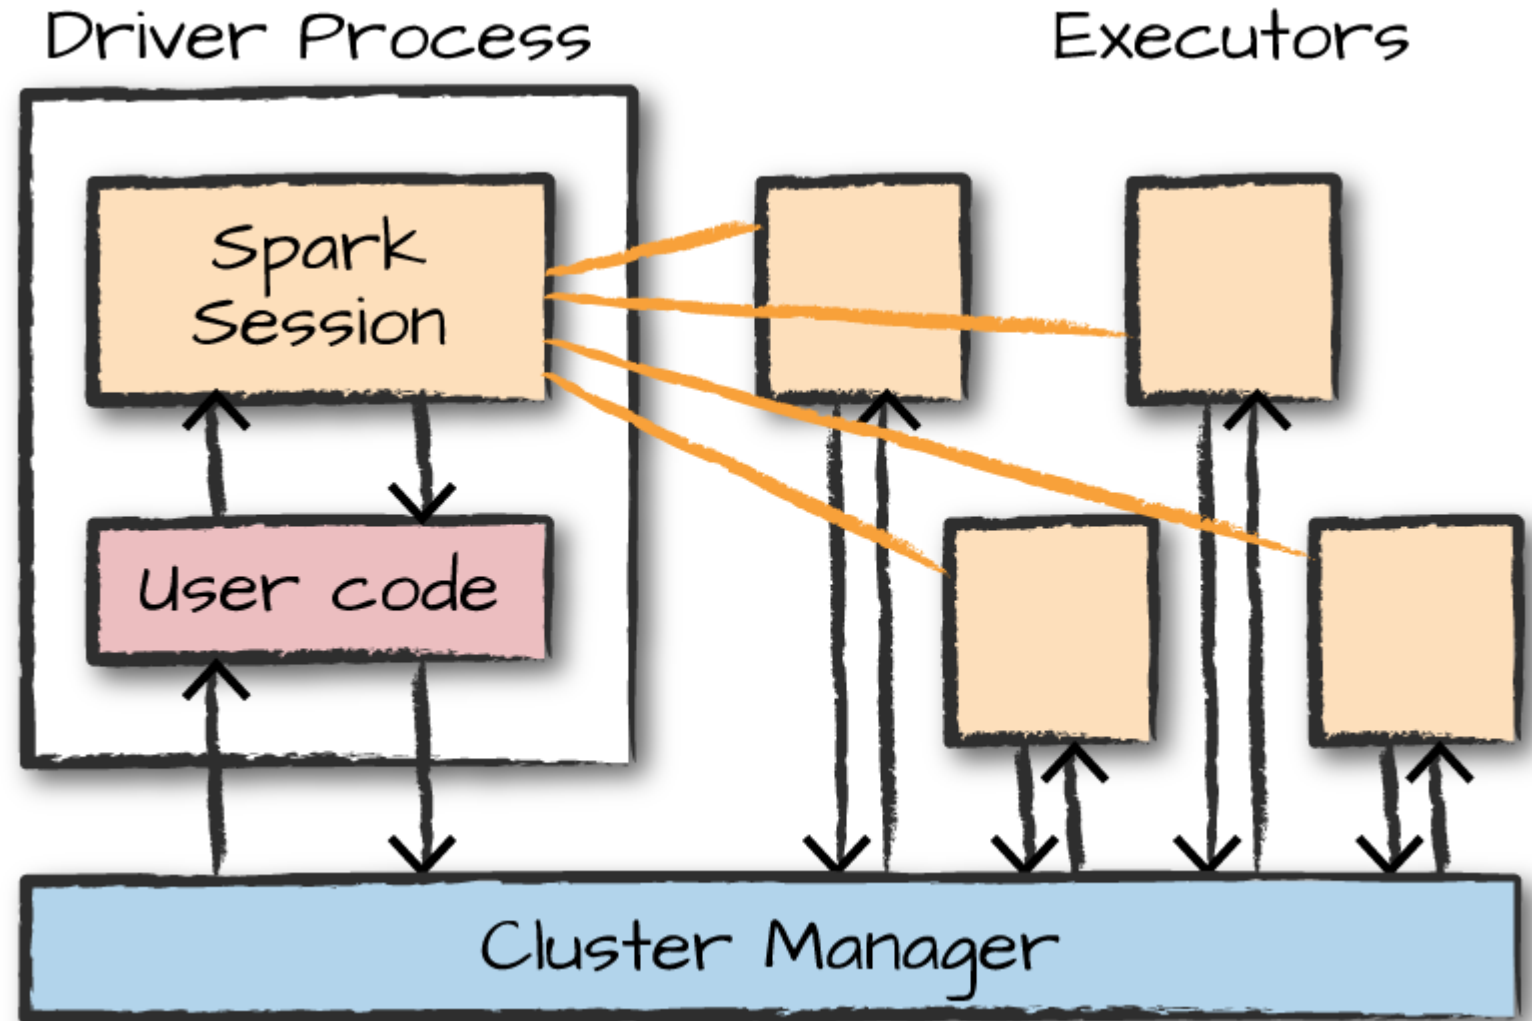 Driver Process
Executors
Spark
Session
User code
Cluster Manager